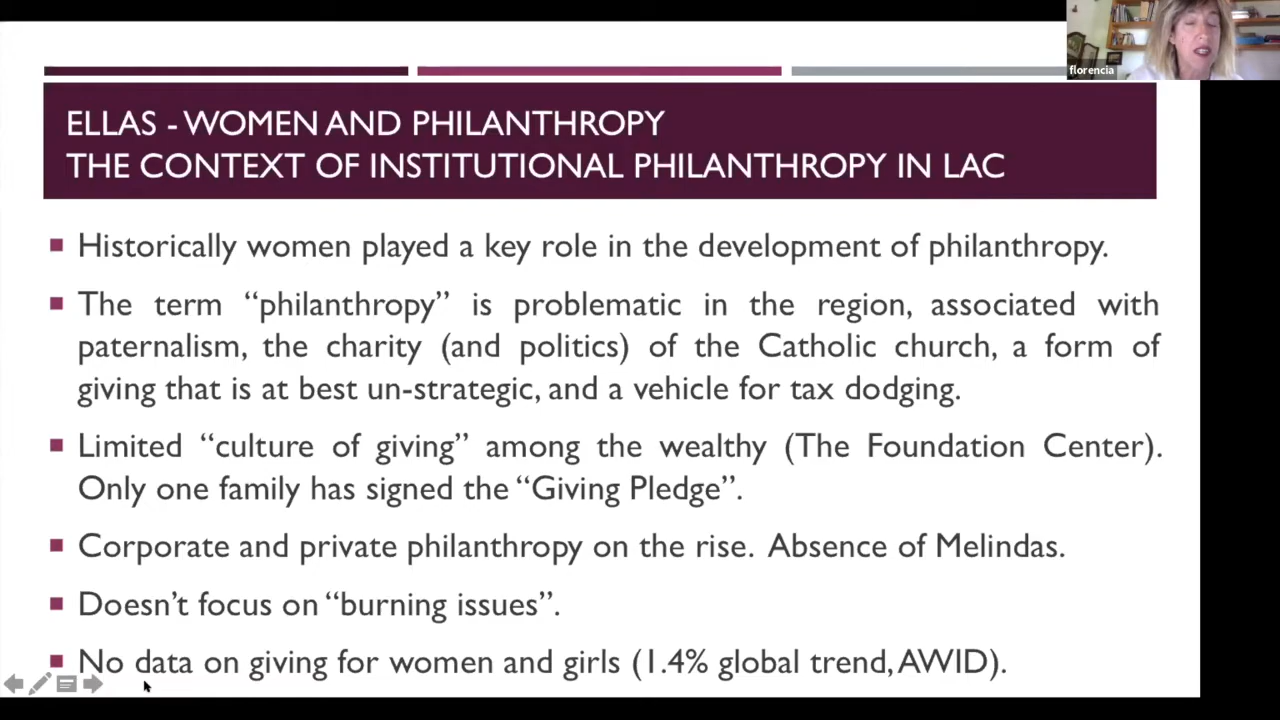 florencia
ELLAS - WOMEN AND PHILANTHROPY
THE CONTEXT OF INSTITUTIONAL PHILANTHROPY IN LAC
Historically women played a key role in the development of philanthropy.
The term “philanthropy” is problematic in the region, associated with
paternalism, the charity (and politics) of the Catholic church, a form of
giving that is at best un-strategic, and a vehicle for tax dodging.
Limited “culture of giving” among the wealthy (The Foundation Center).
Only one family has signed the “Giving Pledge”.
Corporate and private philanthropy on the rise. Absence of Melindas.
Doesn’t focus on “burning issues”.
No data on giving for women and girls (1.4% global trend, AWID).